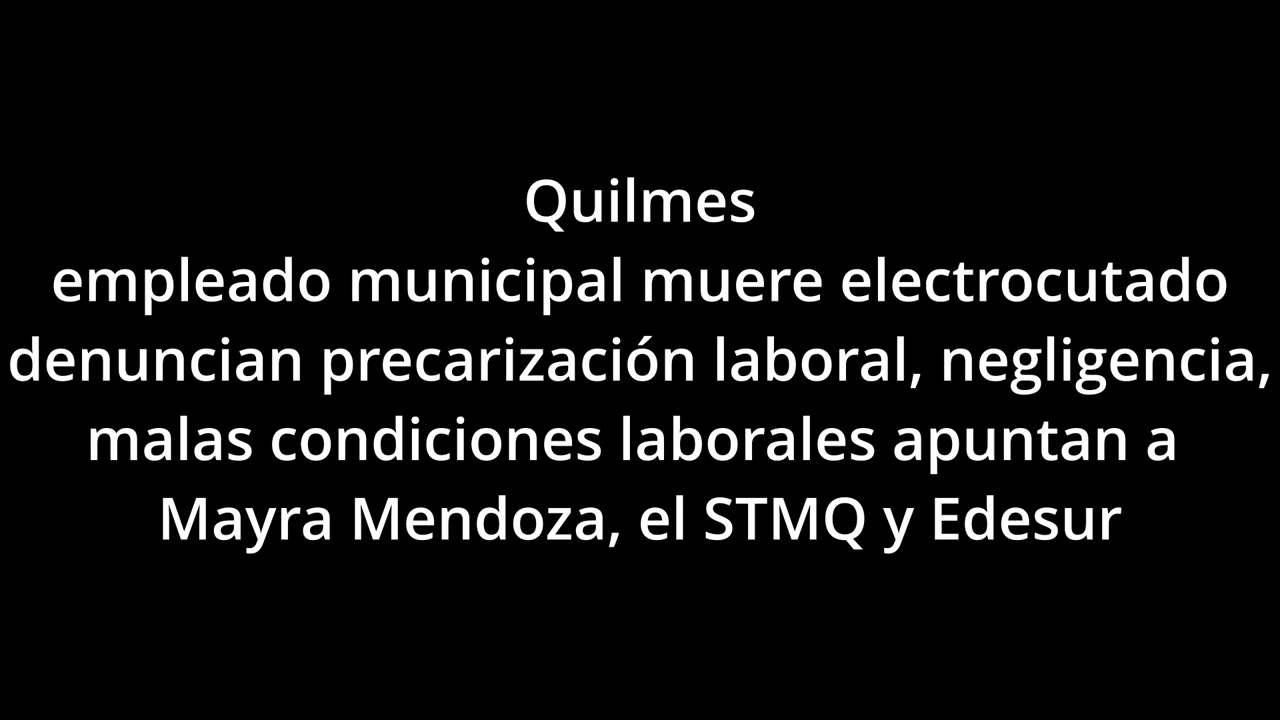 Quilmes
empleado municipal muere electrocutado
denuncian precarización laboral, negligencia,
malas condiciones laborales apuntan a
Mayra Mendoza, el STMQ y Edesur